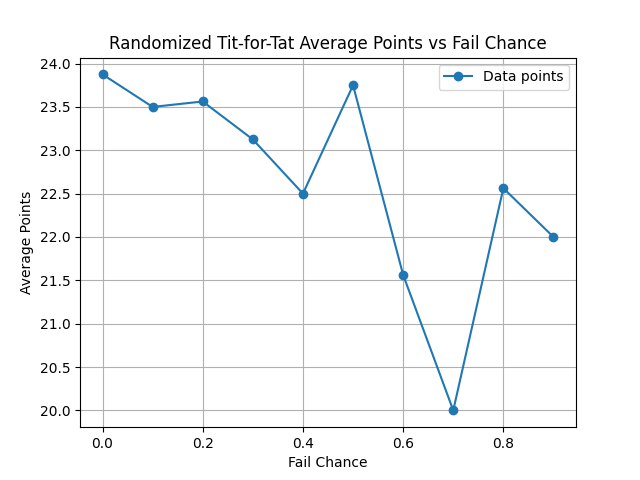 Randomized Tit-for-Tat Average Points vs Fail Chance
Data points
24.0
23.5
23.0
22.5
22.0
21.5
21.0
20.5
20.0
Average Points
0.0 0.2 0.4 0.6 0.8
Fail Chance